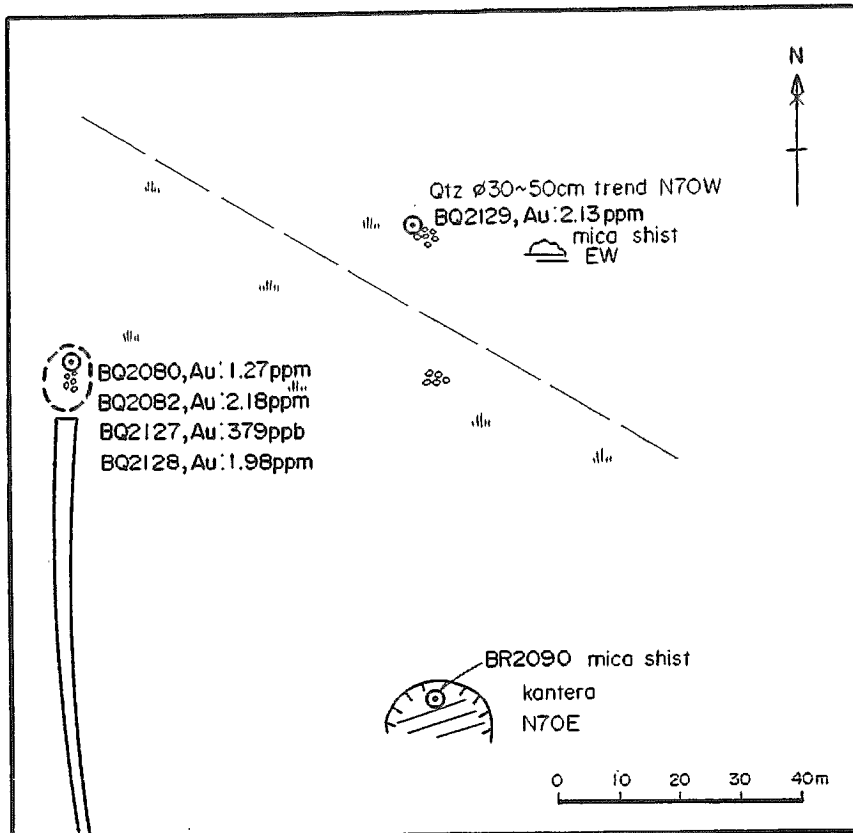 N
Qtz ø30~50cm trend N70W
BQ2129, Au:2.13ppm
mica shist
EW
BQ2080, Au:1.27ppm
BQ2082, Au:2.18ppm
BQ2127, Au:379ppb
BQ2128, Au:1.98ppm
BR2090 mica shist
kantera
N70E
0 10 20 30 40m